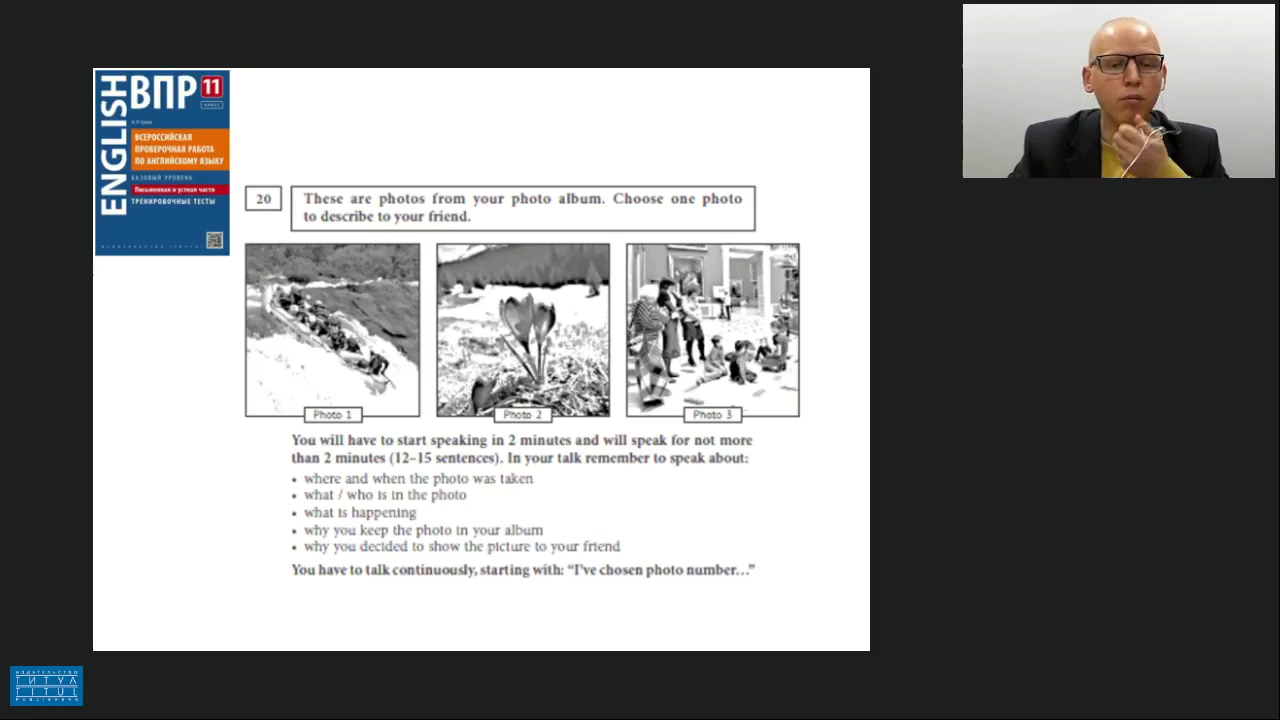 ENGLISH
ВПР 11
КЛАСС
ВСЕРОССИЙСКАЯ
ПРОВЕРОЧНАЯ РАБОТА
ПО АНГЛИЙСКОМУ ЯЗЫКУ
БАЗОВЫЙ УРОВЕНЬ
Письменная и устная части
ТРЕНИРОВОЧНЫЕ ТЕСТЫ
20
These are photos from your photo album. Choose one photo
to describe to your friend.
Photo 1
Photo 2
Photo 3
You will have to start speaking in 2 minutes and will speak for not more
than 2 minutes (12–15 sentences). In your talk remember to speak about:
• where and when the photo was taken
• what / who is in the photo
• what is happening
• why you keep the photo in your album
• why you decided to show the picture to your friend
You have to talk continuously, starting with: “I’ve chosen photo number...”
ИЗДАТЕЛЬСТВО
ТИТУЛ
TITUL
PUBLISHERS